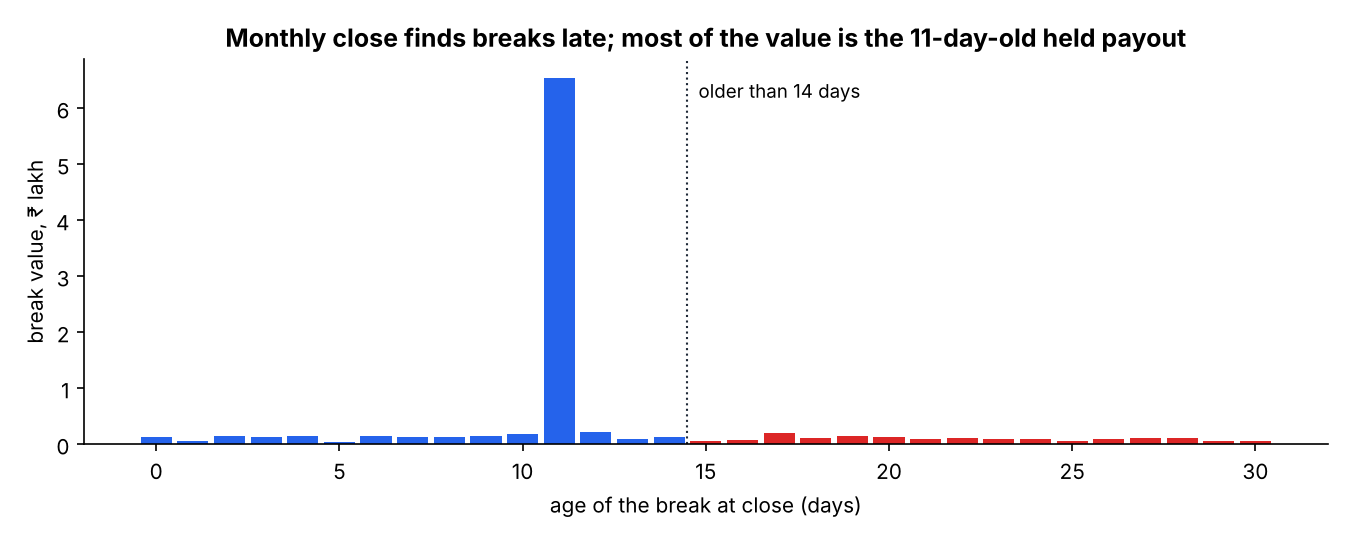 Monthly close finds breaks late; most of the value is the 11-day-old held payout
older than 14 days
break value, ₹ lakh
6
5
4
3
2
1
0
0 5 10 15 20 25 30
age of the break at close (days)